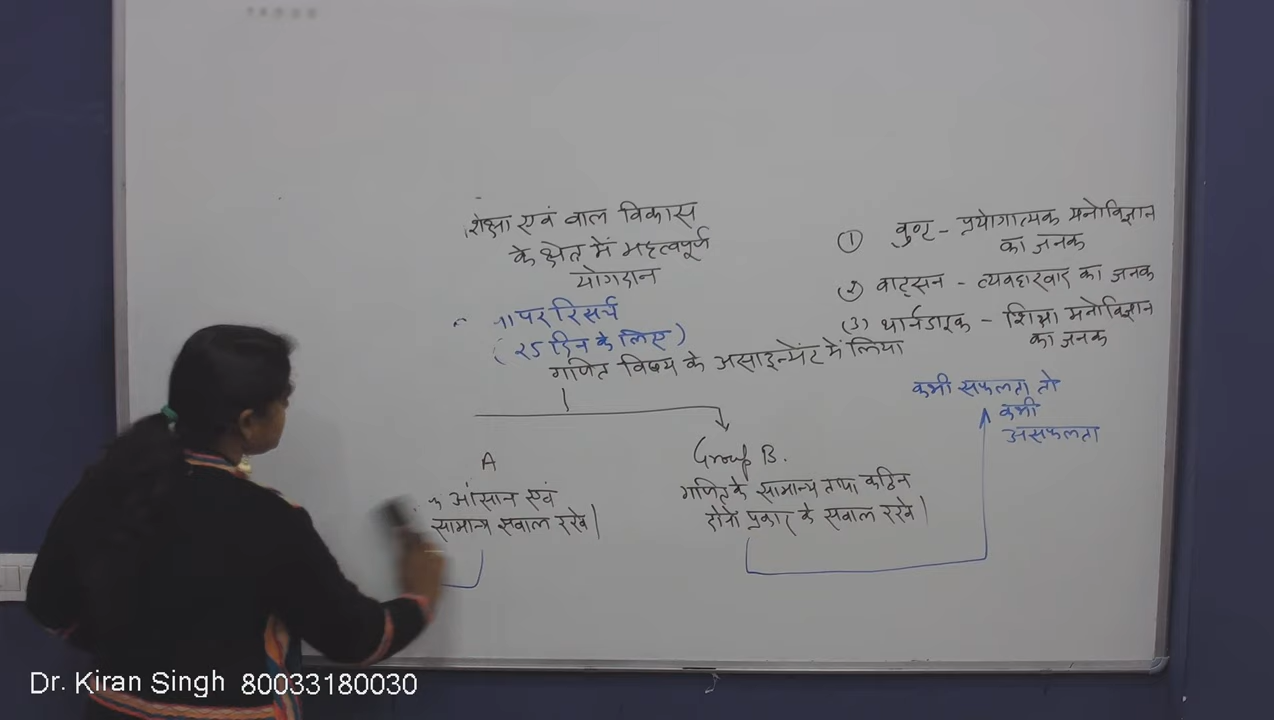 शिक्षा एवं बाल विकास
के क्षेत्र में महत्वपूर्ण
योगदान
पर रिसर्च
(25 दिन के लिए)
गणित विषय के असाइन्मेंट में लिया
A
आसान एवं
सामान्य सवाल रखे।
Group B.
गणित के सामान्य तथा कठिन
दोनो प्रकार के सवाल रखे।
① वुण्ट - प्रयोगात्मक मनोविज्ञान
का जनक
② वाट्सन - व्यवहारवाद का जनक
(3) थार्नडाइक - शिक्षा मनोविज्ञान
का जनक
कभी सफलता तो
कभी
असफलता
Dr. Kiran Singh 80033180030